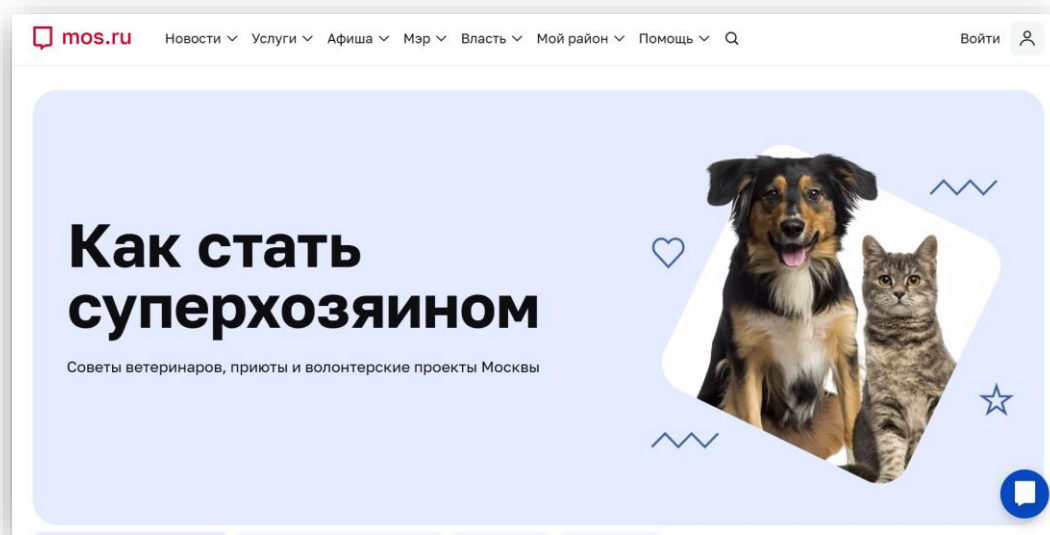 mos.ru Новости Услуги Афиша Мэр Власть Мой район Помощь Войти
Как стать
суперхозяином
Советы ветеринаров, приюты и волонтерские проекты Москвы